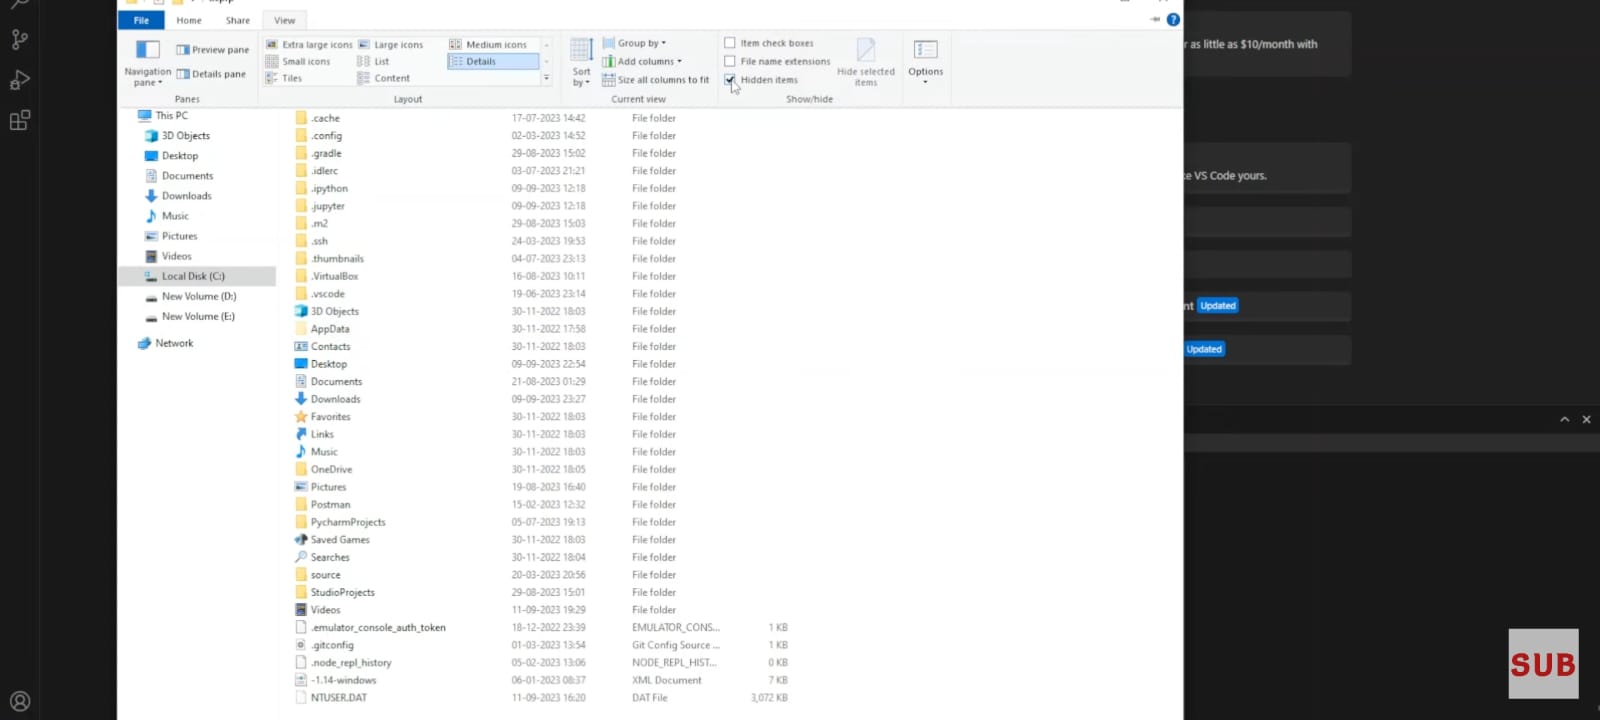 File Home Share View
Extra large icons Large icons Medium icons
Small icons List Details
Tiles Content
Preview pane
Details pane
Navigation
pane
Panes
Layout
Sort
by
Group by
Add columns
Size all columns to fit
Current view
Item check boxes
File name extensions
Hidden items
Hide selected
items
Show/hide
Options
This PC
3D Objects
Desktop
Documents
Downloads
Music
Pictures
Videos
Local Disk (C:)
New Volume (D:)
New Volume (E:)
Network
.cache 17-07-2023 14:42 File folder
.config 02-03-2023 14:52 File folder
.gradle 29-08-2023 15:02 File folder
.idlerc 03-07-2023 21:21 File folder
.ipython 09-09-2023 12:18 File folder
.jupyter 09-09-2023 12:18 File folder
.m2 29-08-2023 15:03 File folder
.ssh 24-03-2023 19:53 File folder
.thumbnails 04-07-2023 23:13 File folder
.VirtualBox 16-08-2023 10:11 File folder
.vscode 19-06-2023 23:14 File folder
3D Objects 30-11-2022 18:03 File folder
AppData 30-11-2022 17:58 File folder
Contacts 30-11-2022 18:03 File folder
Desktop 09-09-2023 22:54 File folder
Documents 21-08-2023 01:29 File folder
Downloads 09-09-2023 23:27 File folder
Favorites 30-11-2022 18:03 File folder
Links 30-11-2022 18:03 File folder
Music 30-11-2022 18:03 File folder
OneDrive 30-11-2022 18:05 File folder
Pictures 19-08-2023 16:40 File folder
Postman 15-02-2023 12:32 File folder
PycharmProjects 05-07-2023 19:13 File folder
Saved Games 30-11-2022 18:03 File folder
Searches 30-11-2022 18:04 File folder
source 20-03-2023 20:56 File folder
StudioProjects 29-08-2023 15:01 File folder
Videos 11-09-2023 19:29 File folder
.emulator_console_auth_token 18-12-2022 23:39 EMULATOR_CONS... 1 KB
.gitconfig 01-03-2023 13:54 Git Config Source ... 1 KB
.node_repl_history 05-02-2023 13:06 NODE_REPL_HIST... 0 KB
-1.14-windows 06-01-2023 08:37 XML Document 7 KB
NTUSER.DAT 11-09-2023 16:20 DAT File 3,072 KB
r as little as $10/month with
VS Code yours.
nt Updated
Updated
SUB